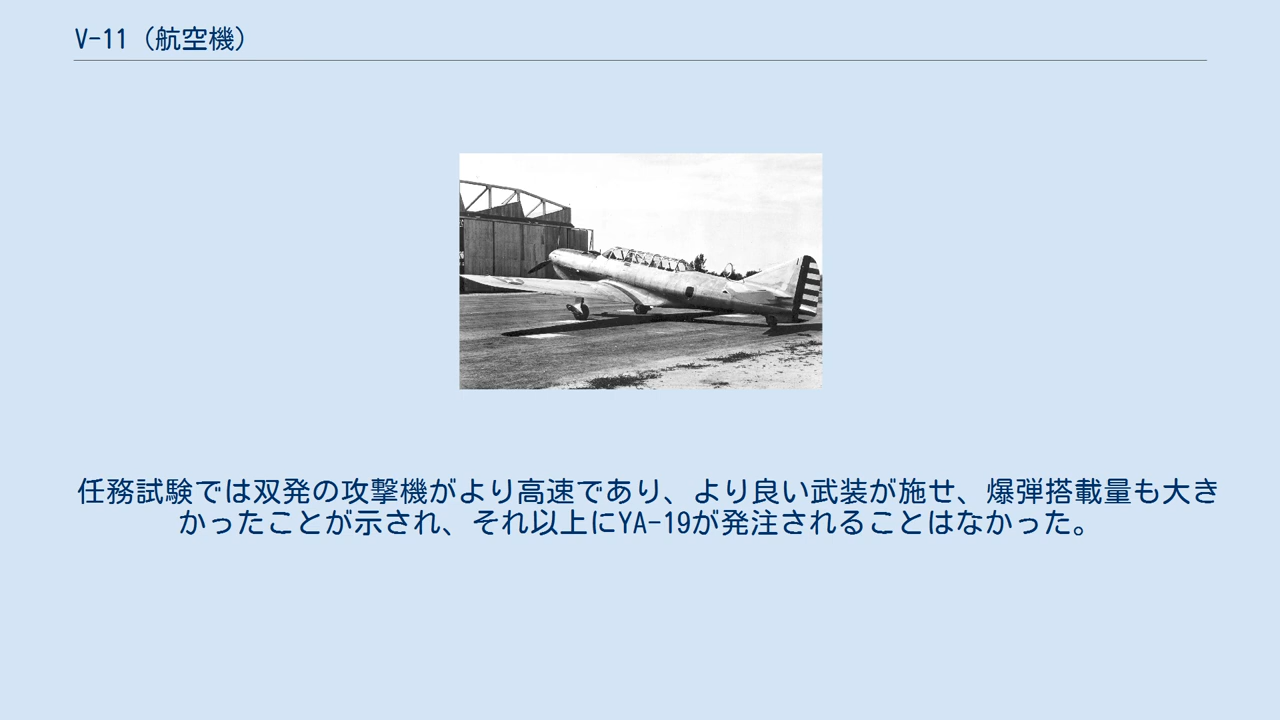 V-11（航空機）
任務試験では双発の攻撃機がより高速であり、より良い武装が施せ、爆弾搭載量も大き
かったことが示され、それ以上にYA-19が発注されることはなかった。